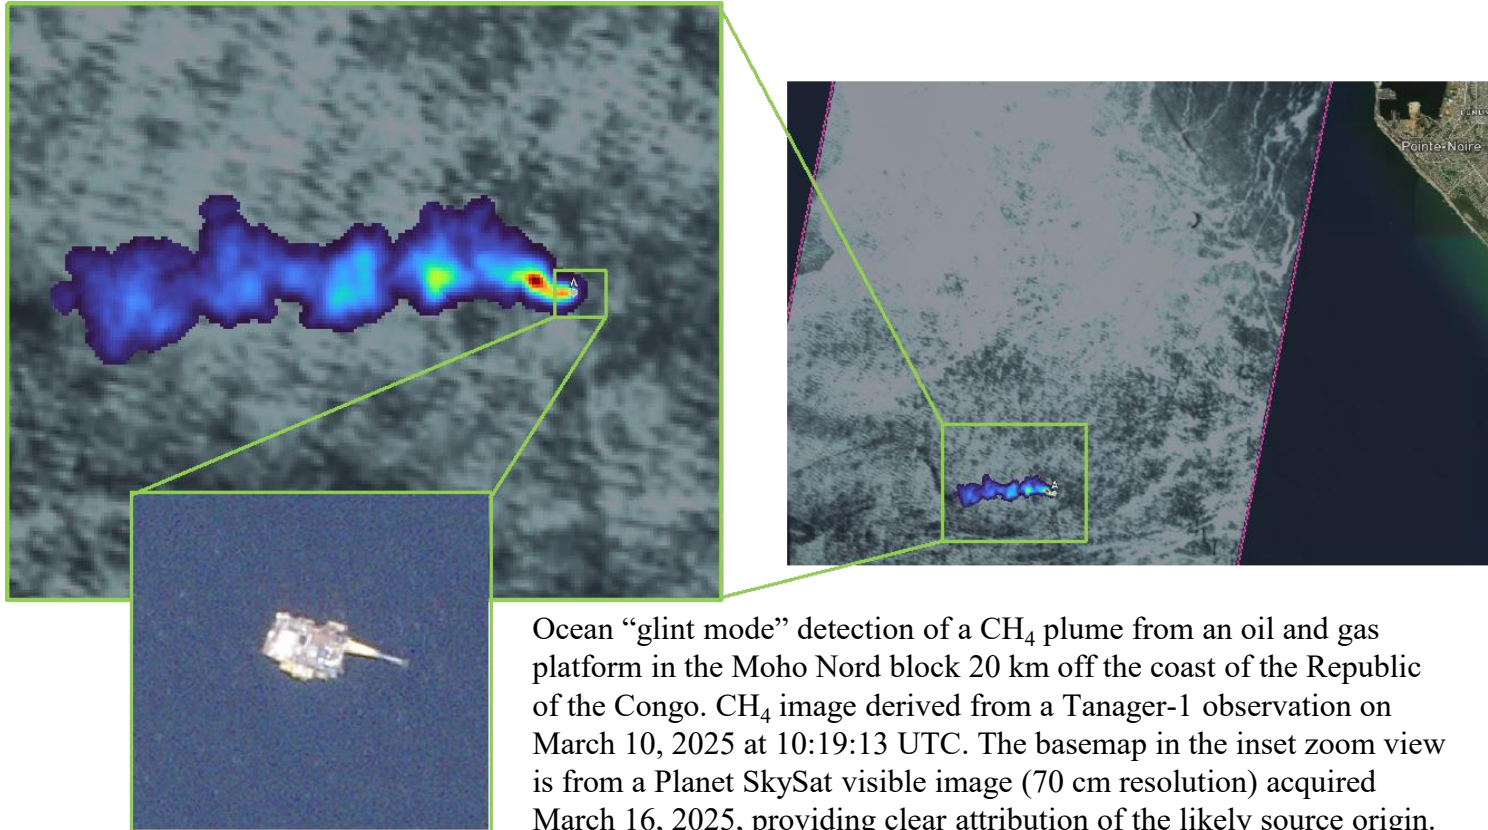 Pointe-Noire
A
A
Ocean “glint mode” detection of a CH₄ plume from an oil and gas
platform in the Moho Nord block 20 km off the coast of the Republic
of the Congo. CH₄ image derived from a Tanager-1 observation on
March 10, 2025 at 10:19:13 UTC. The basemap in the inset zoom view
is from a Planet SkySat visible image (70 cm resolution) acquired
March 16, 2025, providing clear attribution of the likely source origin.